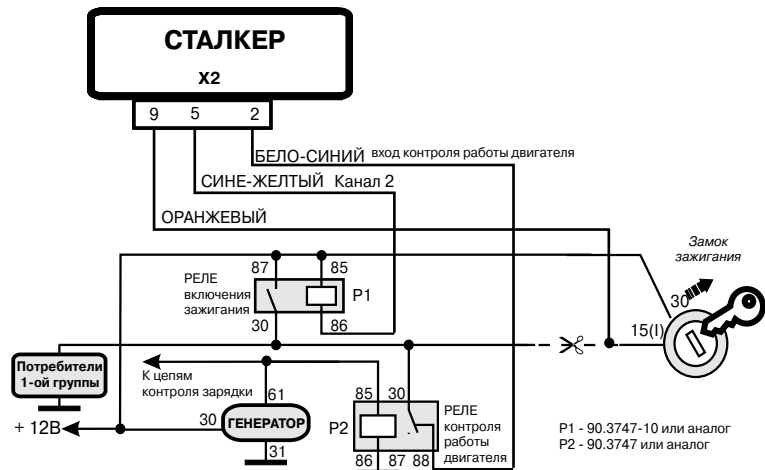 СТАЛКЕР
X2
9 5 2
БЕЛО-СИНИЙ вход контроля работы двигателя
СИНЕ-ЖЕЛТЫЙ Канал 2
ОРАНЖЕВЫЙ
Замок
зажигания
87 85
РЕЛЕ
включения
зажигания
P1
30 86
30
15(I)
Потребители
1-ой группы
К цепям
контроля зарядки
61
85 30
+ 12В
30
ГЕНЕРАТОР
31
P2
РЕЛЕ
контроля
работы
двигателя
86 87 88
P1 - 90.3747-10 или аналог
P2 - 90.3747 или аналог